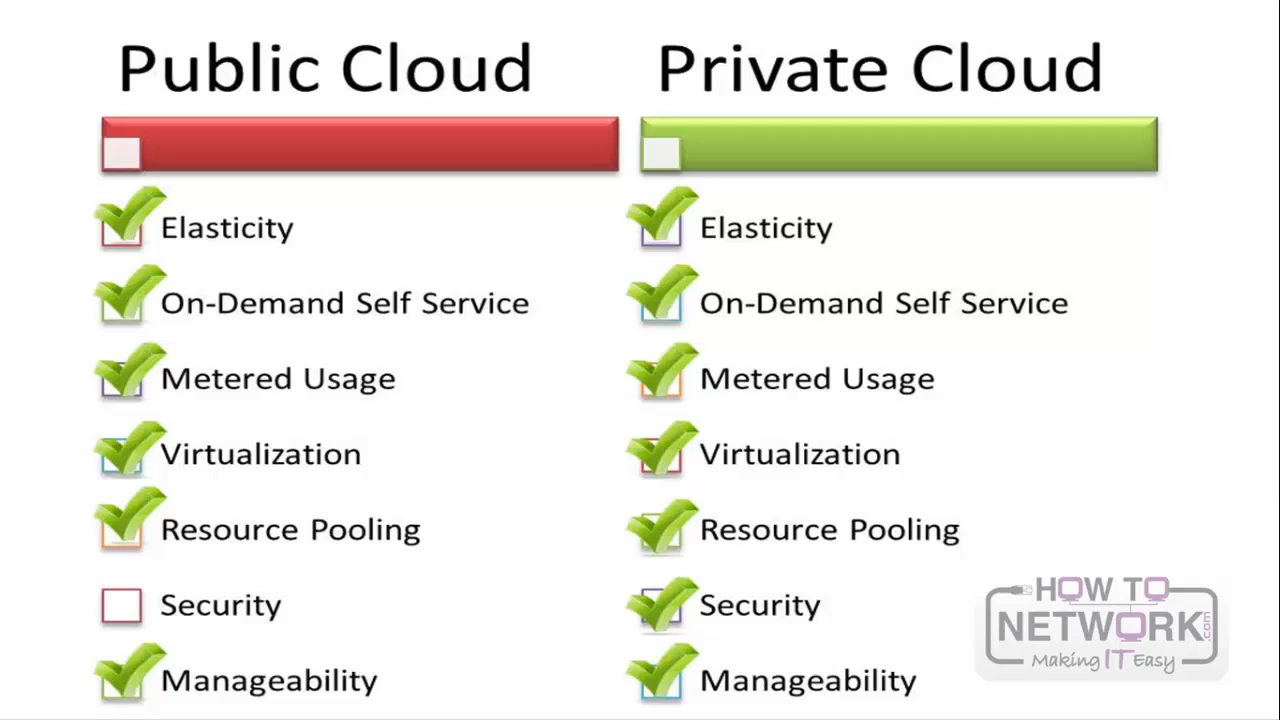 Public Cloud
Private Cloud
Elasticity
On-Demand Self Service
Metered Usage
Virtualization
Resource Pooling
Security
Manageability
Elasticity
On-Demand Self Service
Metered Usage
Virtualization
Resource Pooling
Security
Manageability
HOW TO
NETWORK.com
Making IT Easy